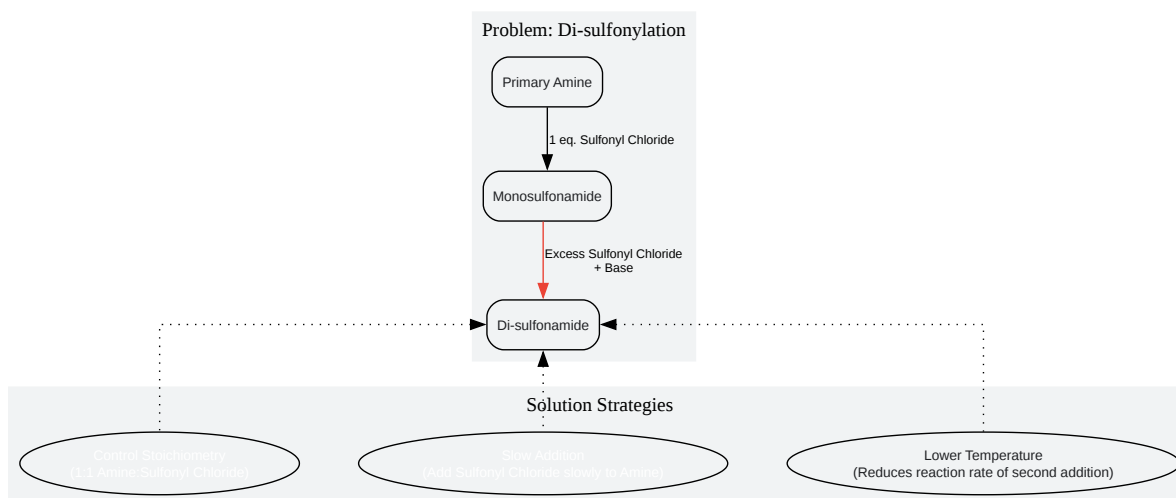 Problem: Di-sulfonylation
Primary Amine
1 eq. Sulfonyl Chloride
Monosulfonamide
Excess Sulfonyl Chloride
+ Base
Di-sulfonamide
Solution Strategies
Control Stoichiometry
(1:1 Amine:Sulfonyl Chloride)
Slow Addition
(Add Sulfonyl Chloride slowly to Amine)
Lower Temperature
(Reduces reaction rate of second addition)